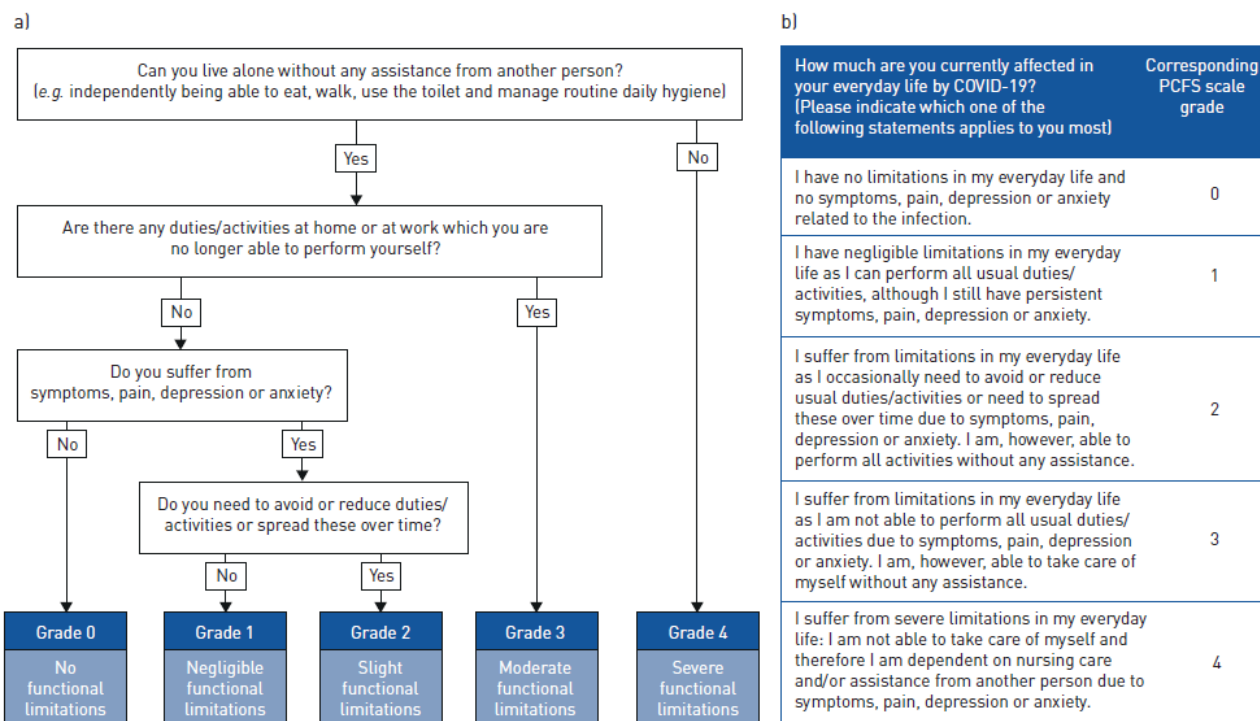 a)
Can you live alone without any assistance from another person?
(e.g. independently being able to eat, walk, use the toilet and manage routine daily hygiene)
Yes
No
Are there any duties/activities at home or at work which you are
no longer able to perform yourself?
No
Yes
Do you suffer from
symptoms, pain, depression or anxiety?
No
Yes
Do you need to avoid or reduce duties/
activities or spread these over time?
No
Yes
Grade 0
No
functional
limitations
Grade 1
Negligible
functional
limitations
Grade 2
Slight
functional
limitations
Grade 3
Moderate
functional
limitations
Grade 4
Severe
functional
limitations
b)
How much are you currently affected in
your everyday life by COVID-19?
(Please indicate which one of the
following statements applies to you most)
Corresponding
PCFS scale
grade
I have no limitations in my everyday life and
no symptoms, pain, depression or anxiety
related to the infection.
0
I have negligible limitations in my everyday
life as I can perform all usual duties/
activities, although I still have persistent
symptoms, pain, depression or anxiety.
1
I suffer from limitations in my everyday life
as I occasionally need to avoid or reduce
usual duties/activities or need to spread
these over time due to symptoms, pain,
depression or anxiety. I am, however, able to
perform all activities without any assistance.
2
I suffer from limitations in my everyday life
as I am not able to perform all usual duties/
activities due to symptoms, pain, depression
or anxiety. I am, however, able to take care of
myself without any assistance.
3
I suffer from severe limitations in my everyday
life: I am not able to take care of myself and
therefore I am dependent on nursing care
and/or assistance from another person due to
symptoms, pain, depression or anxiety.
4